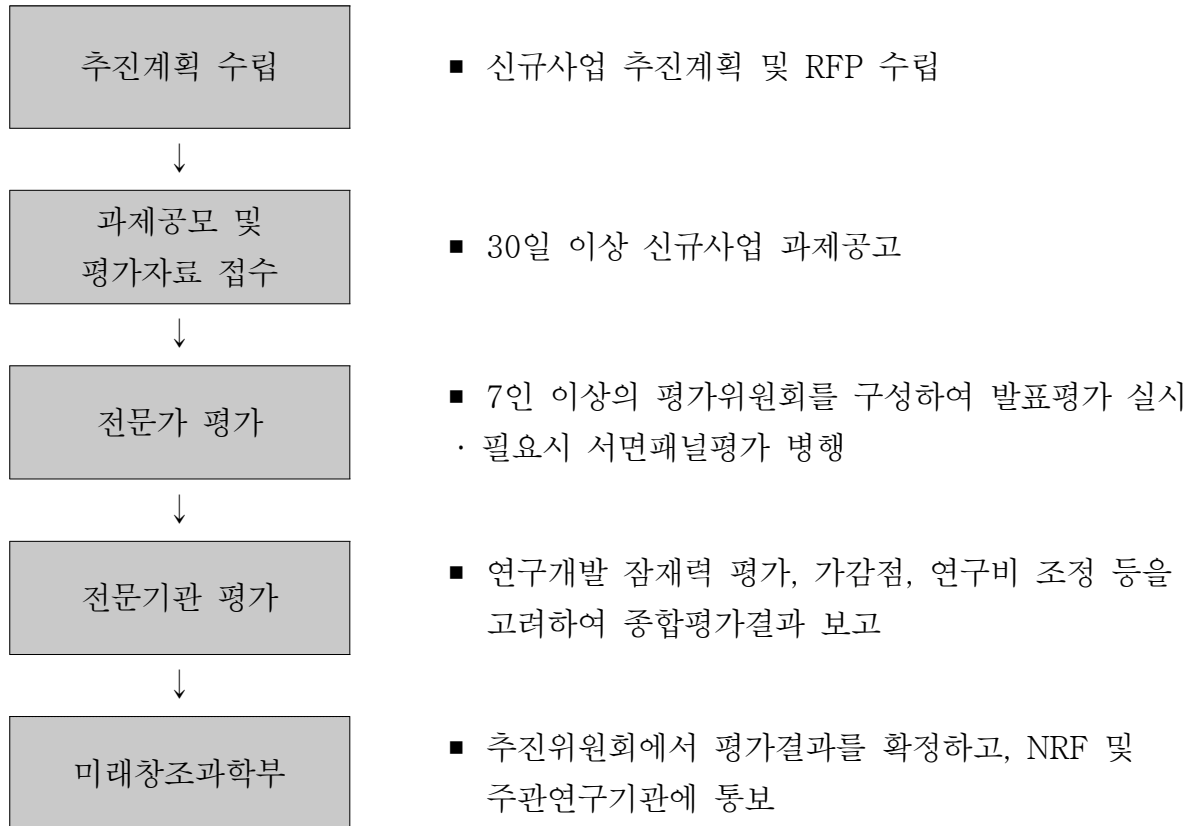 추진계획 수립
■ 신규사업 추진계획 및 RFP 수립
↓
과제공모 및
평가자료 접수
■ 30일 이상 신규사업 과제공고
↓
전문가 평가
■ 7인 이상의 평가위원회를 구성하여 발표평가 실시
· 필요시 서면패널평가 병행
↓
전문기관 평가
■ 연구개발 잠재력 평가, 가감점, 연구비 조정 등을
고려하여 종합평가결과 보고
↓
미래창조과학부
■ 추진위원회에서 평가결과를 확정하고, NRF 및
주관연구기관에 통보